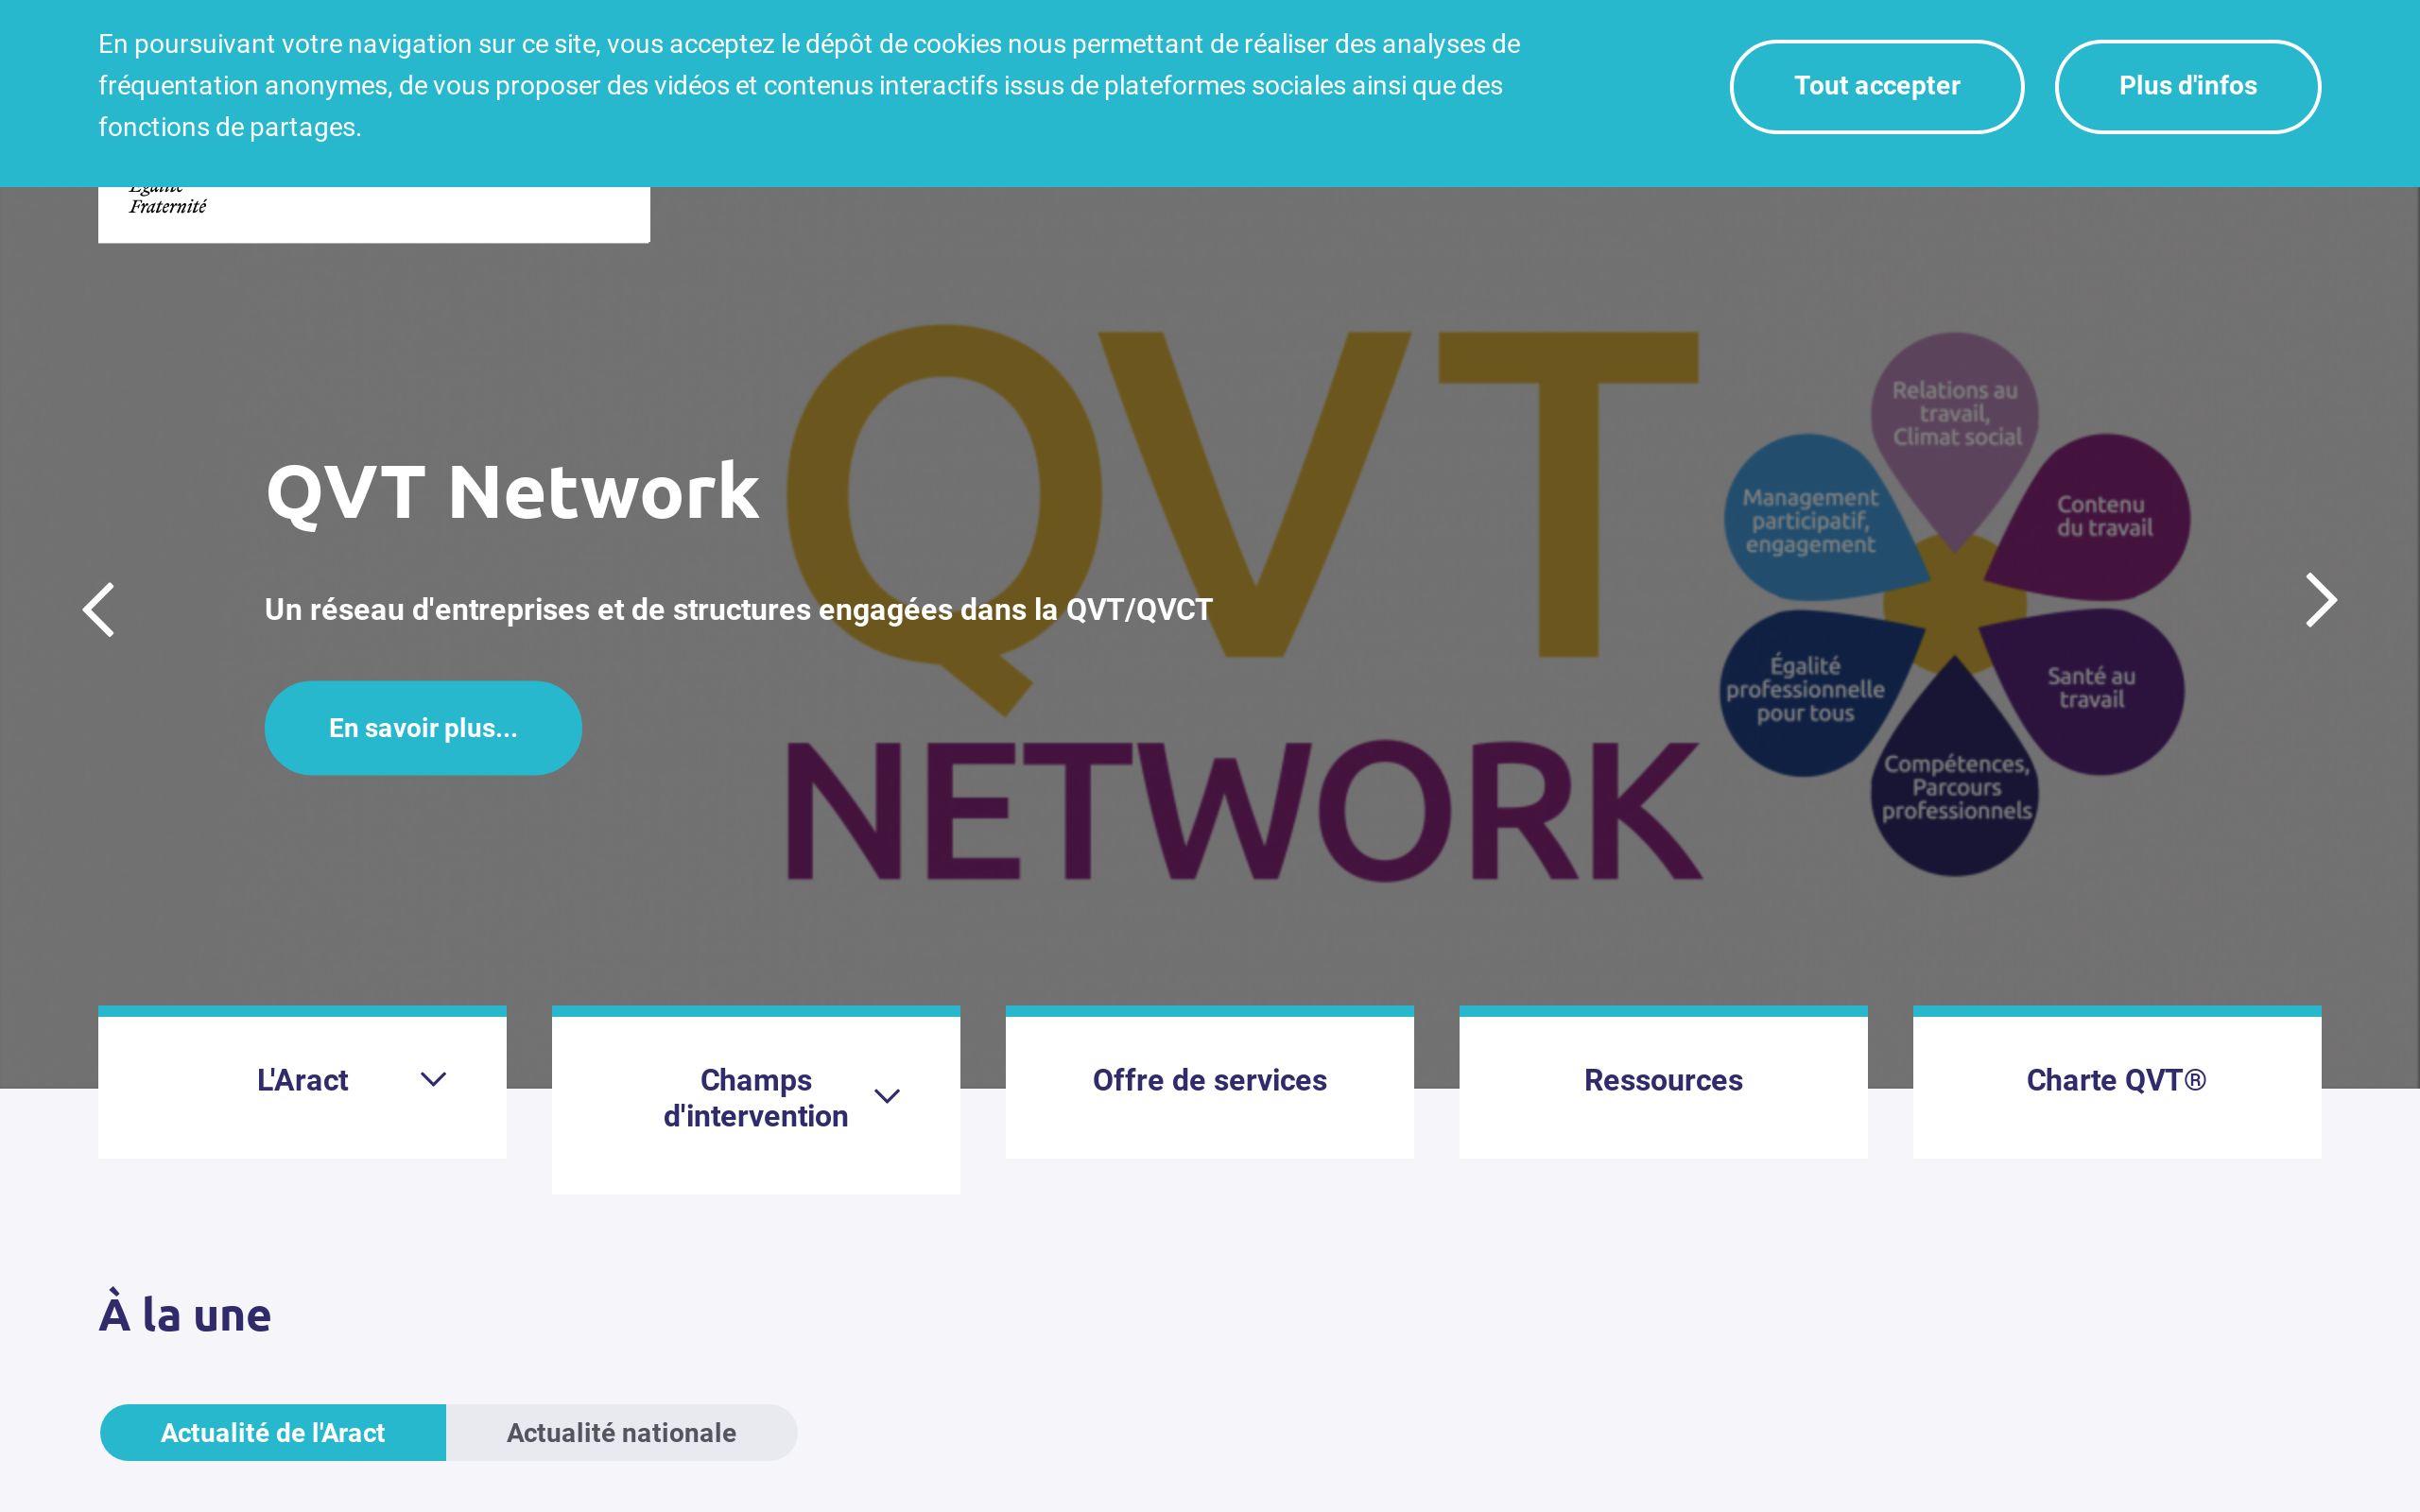 En poursuivant votre navigation sur ce site, vous acceptez le dépôt de cookies nous permettant de réaliser des analyses de
fréquentation anonymes, de vous proposer des vidéos et contenus interactifs issus de plateformes sociales ainsi que des
fonctions de partages.
Tout accepter
Plus d'infos
Égalité
Fraternité
QVT
NETWORK
Relations au
travail,
Climat social
Management
participatif,
engagement
Contenu
du travail
Égalité
professionnelle
pour tous
Santé au
travail
Compétences,
Parcours
professionnels
QVT Network
Un réseau d'entreprises et de structures engagées dans la QVT/QVCT
En savoir plus...
L'Aract
Champs
d'intervention
Offre de services
Ressources
Charte QVT®
À la une
Actualité de l'Aract
Actualité nationale